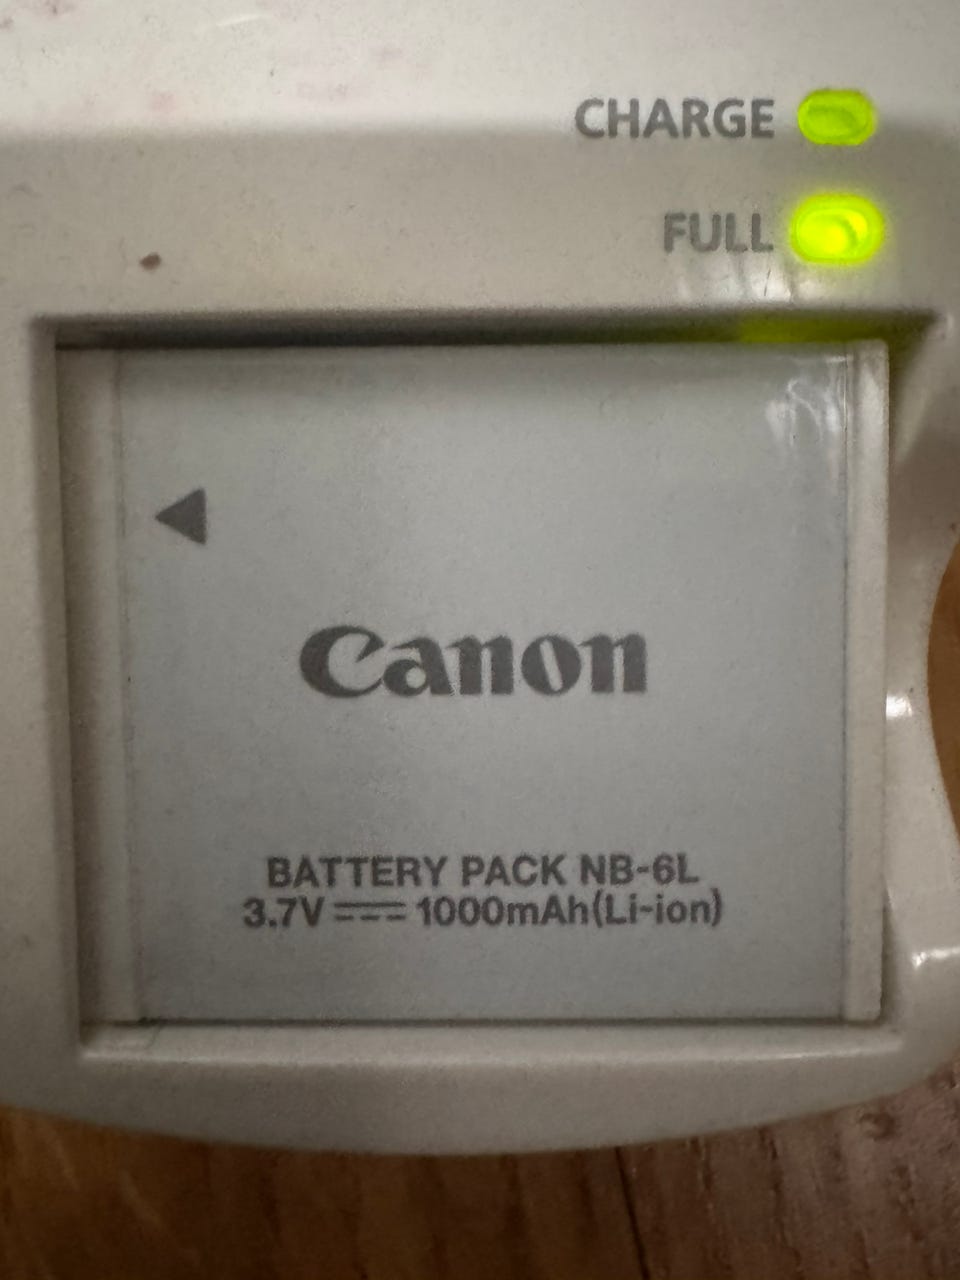 CHARGE
FULL
Canon
BATTERY PACK NB-6L
3.7V⎓1000mAh(Li-ion)